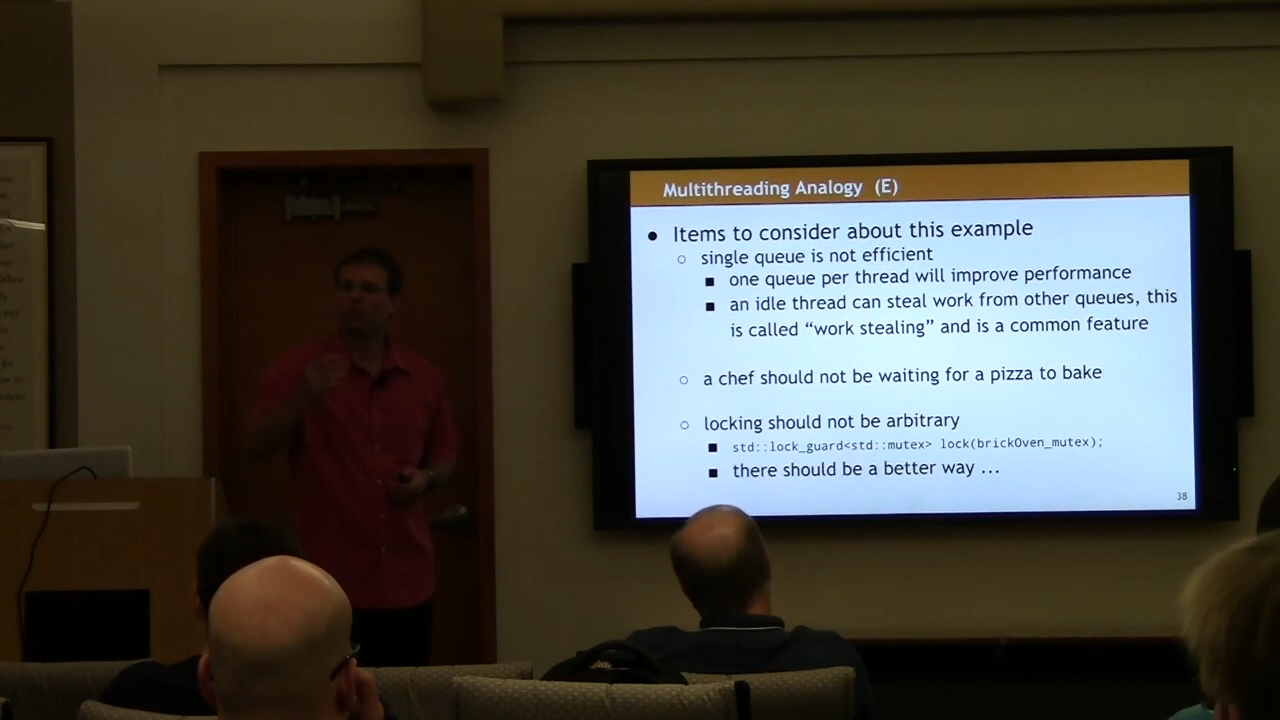 Multithreading Analogy (E)
● Items to consider about this example
○ single queue is not efficient
■ one queue per thread will improve performance
■ an idle thread can steal work from other queues, this
is called “work stealing” and is a common feature
○ a chef should not be waiting for a pizza to bake
○ locking should not be arbitrary
■ std::lock_guard<std::mutex> lock(brickOven_mutex);
■ there should be a better way ...
38